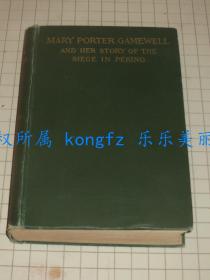 MARY PORTER GAMEWELL
AND HER STORY OF THE
SIEGE IN PEKING
权所属 kongfz 乐乐美丽